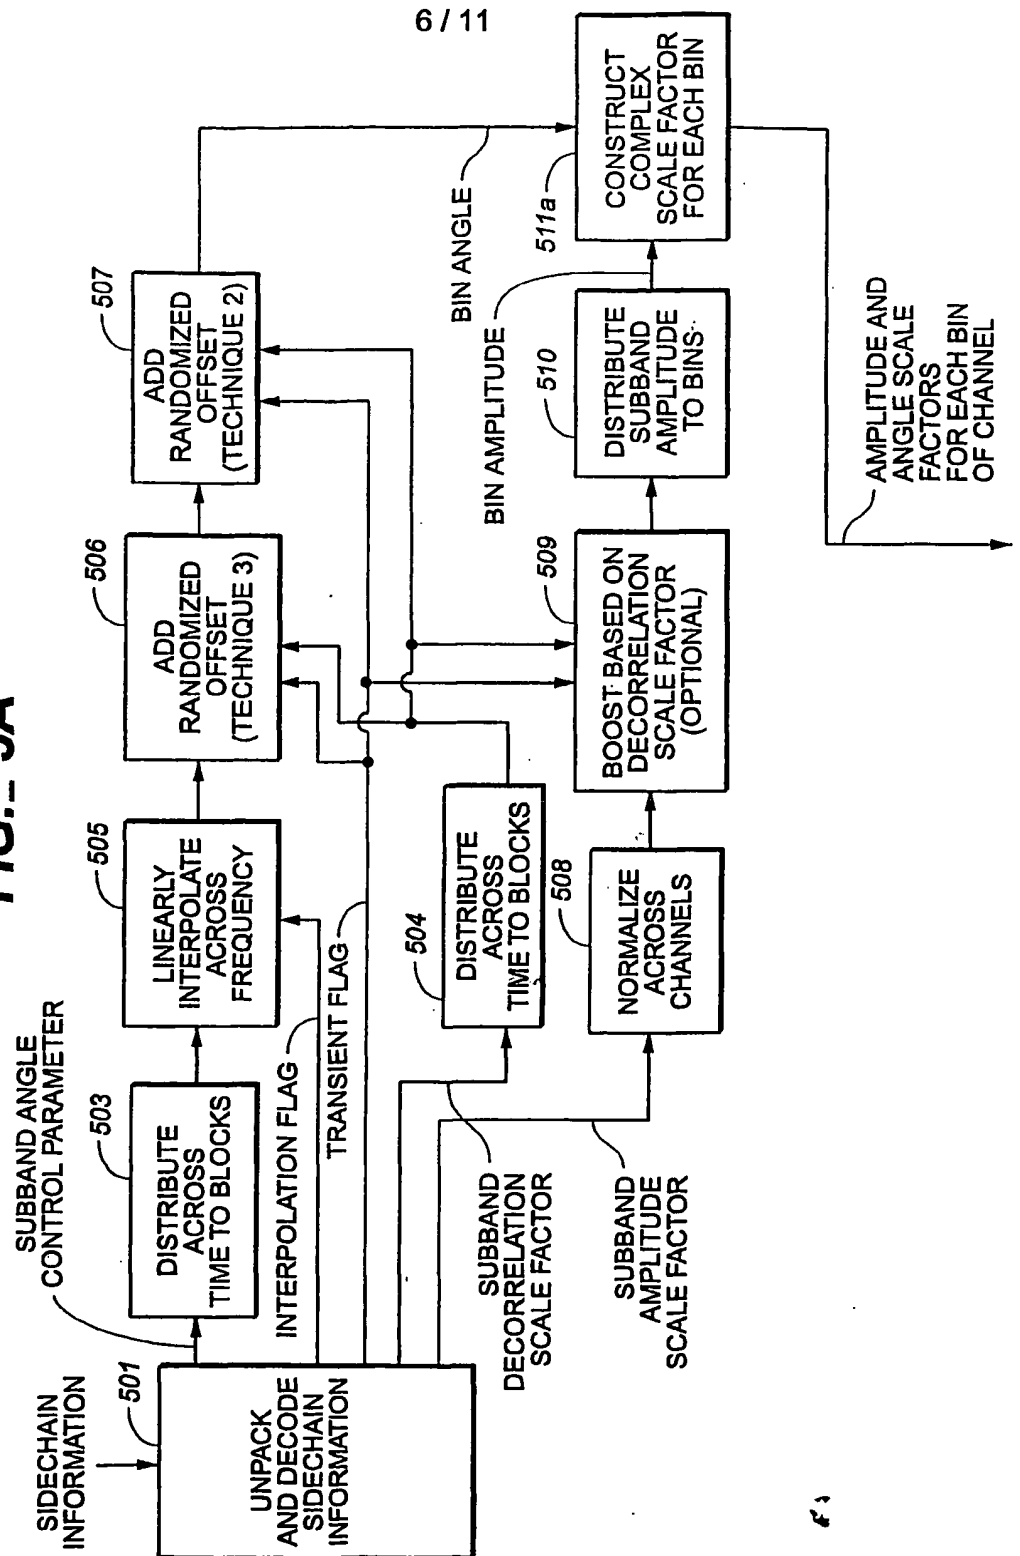 6 / 11
SIDECHAIN
INFORMATION
501
UNPACK
AND DECODE
SIDECHAIN
INFORMATION
SUBBAND ANGLE
CONTROL PARAMETER
503
DISTRIBUTE
ACROSS
TIME TO BLOCKS
505
LINEARLY
INTERPOLATE
ACROSS
FREQUENCY
506
ADD
RANDOMIZED
OFFSET
(TECHNIQUE 3)
507
ADD
RANDOMIZED
OFFSET
(TECHNIQUE 2)
INTERPOLATION FLAG
TRANSIENT FLAG
504
DISTRIBUTE
ACROSS
TIME TO BLOCKS
SUBBAND
DECORRELATION
SCALE FACTOR
SUBBAND
AMPLITUDE
SCALE FACTOR
508
NORMALIZE
ACROSS
CHANNELS
509
BOOST BASED ON
DECORRELATION
SCALE FACTOR
(OPTIONAL)
510
DISTRIBUTE
SUBBAND
AMPLITUDE
TO BINS
BIN AMPLITUDE
BIN ANGLE
511a
CONSTRUCT
COMPLEX
SCALE FACTOR
FOR EACH BIN
AMPLITUDE AND
ANGLE SCALE
FACTORS
FOR EACH BIN
OF CHANNEL